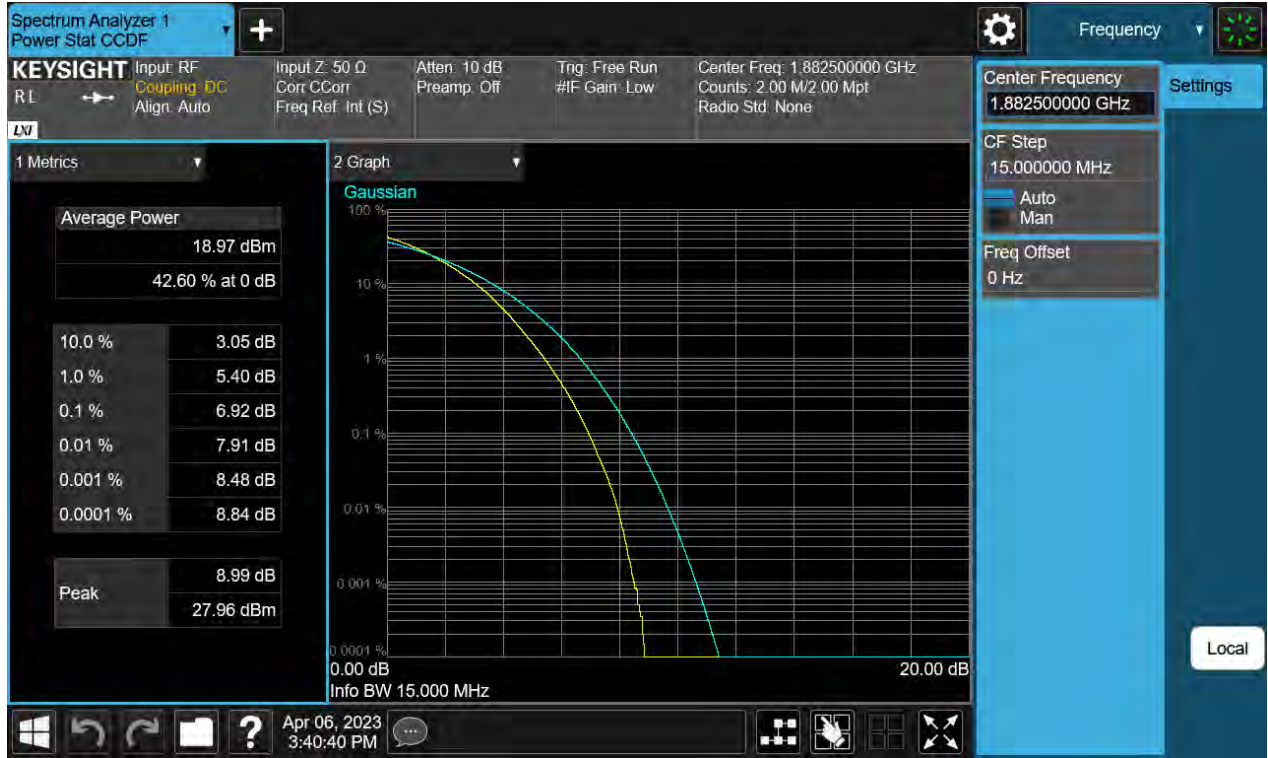 Spectrum Analyzer 1
Power Stat CCDF
Frequency
KEYSIGHT
RL
LXI
Input: RF
Coupling: DC
Align: Auto
Input Z: 50 Ω
Corr CCorr
Freq Ref: Int (S)
Atten: 10 dB
Preamp: Off
Trig: Free Run
#IF Gain: Low
Center Freq: 1.882500000 GHz
Counts: 2.00 M/2.00 Mpt
Radio Std: None
Center Frequency
1.882500000 GHz
Settings
CF Step
15.000000 MHz
Auto
Man
Freq Offset
0 Hz
1 Metrics
Average Power
18.97 dBm
42.60 % at 0 dB
10.0 % 3.05 dB
1.0 % 5.40 dB
0.1 % 6.92 dB
0.01 % 7.91 dB
0.001 % 8.48 dB
0.0001 % 8.84 dB
Peak
8.99 dB
27.96 dBm
2 Graph
Gaussian
100 %
10 %
1 %
0.1 %
0.01 %
0.001 %
0.0001 %
0.00 dB 20.00 dB
Info BW 15.000 MHz
Local
?
Apr 06, 2023
3:40:40 PM